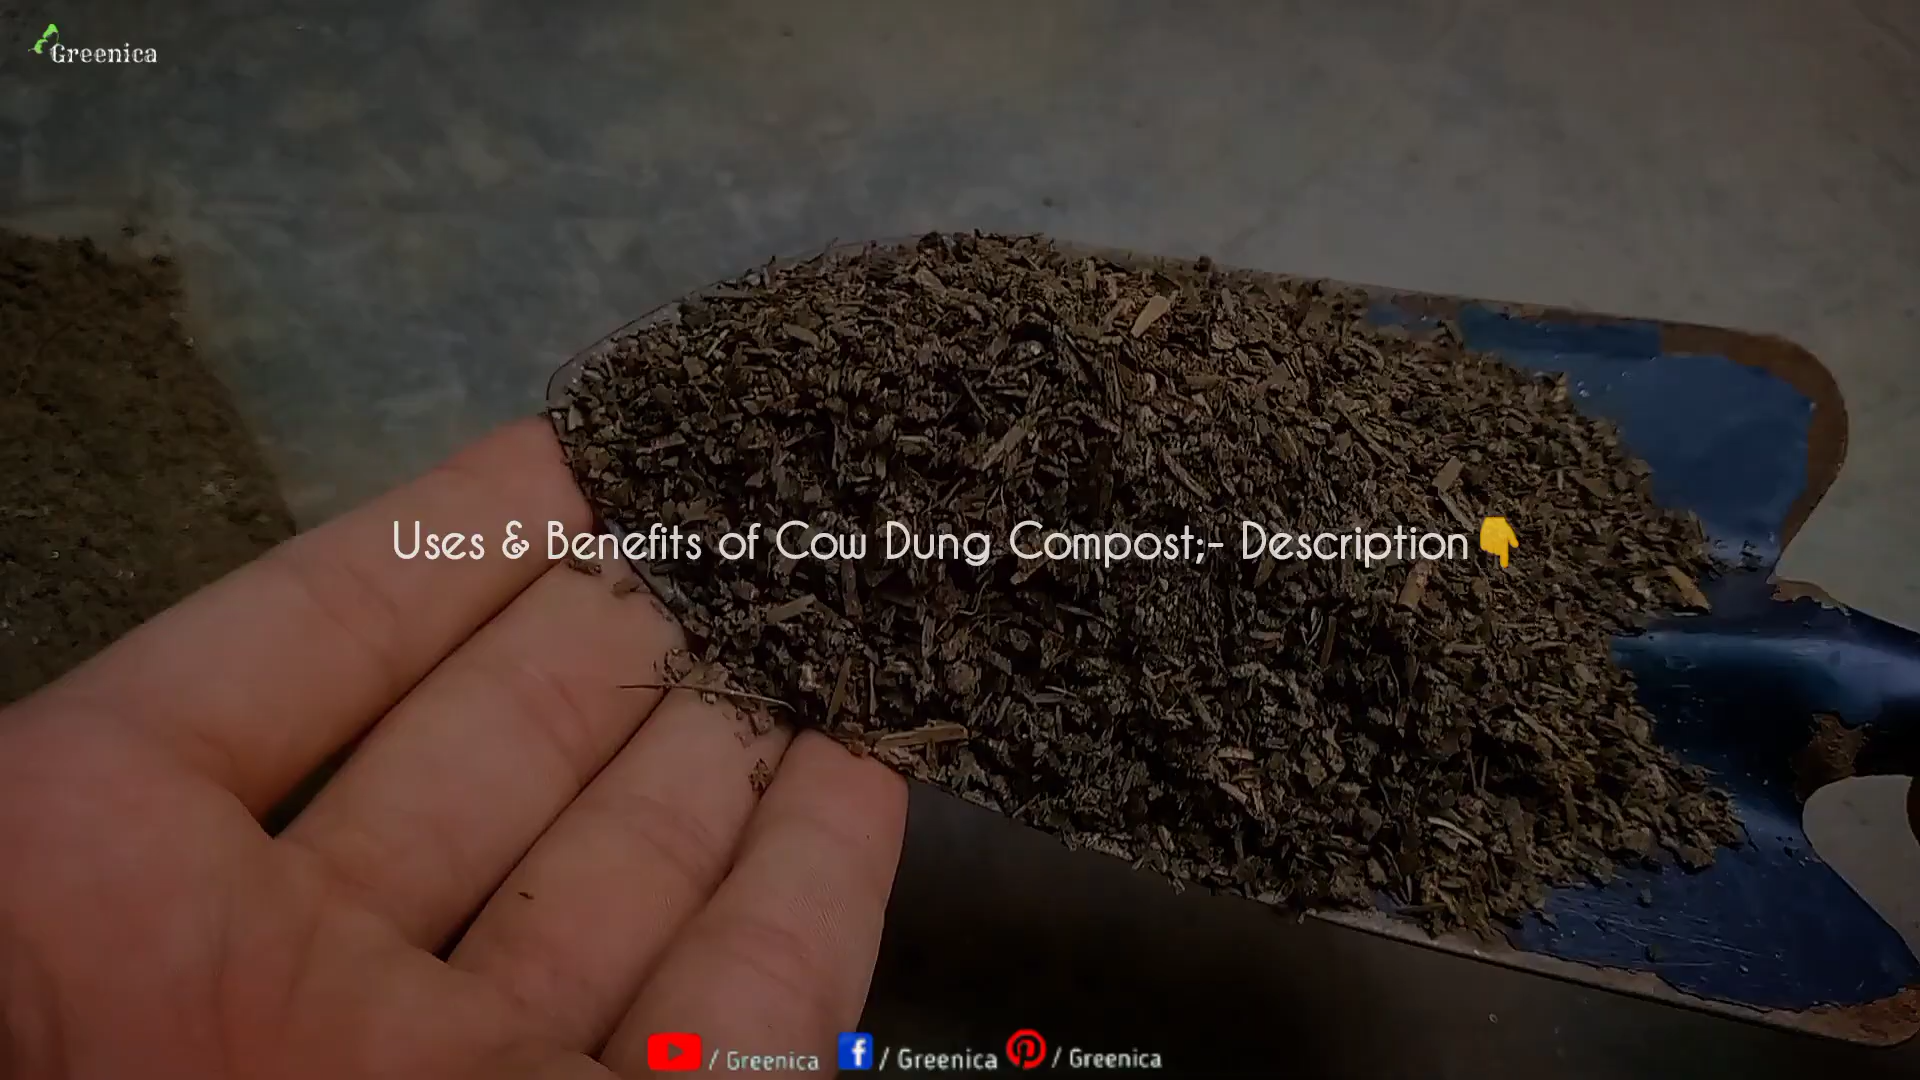 Greenica
Uses & Benefits of Cow Dung Compost;- Description👇
/ Greenica / Greenica / Greenica